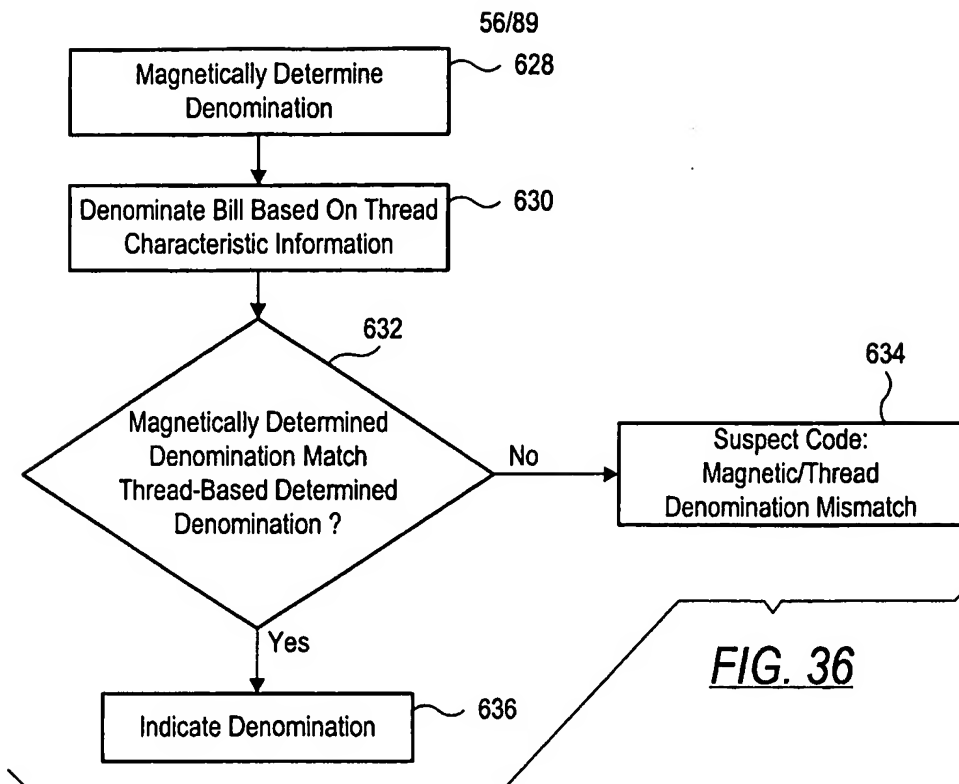 56/89
Magnetically Determine
Denomination
628
Denominate Bill Based On Thread
Characteristic Information
630
632
Magnetically Determined
Denomination Match
Thread-Based Determined
Denomination ?
No
634
Suspect Code:
Magnetic/Thread
Denomination Mismatch
Yes
Indicate Denomination
636
FIG. 36